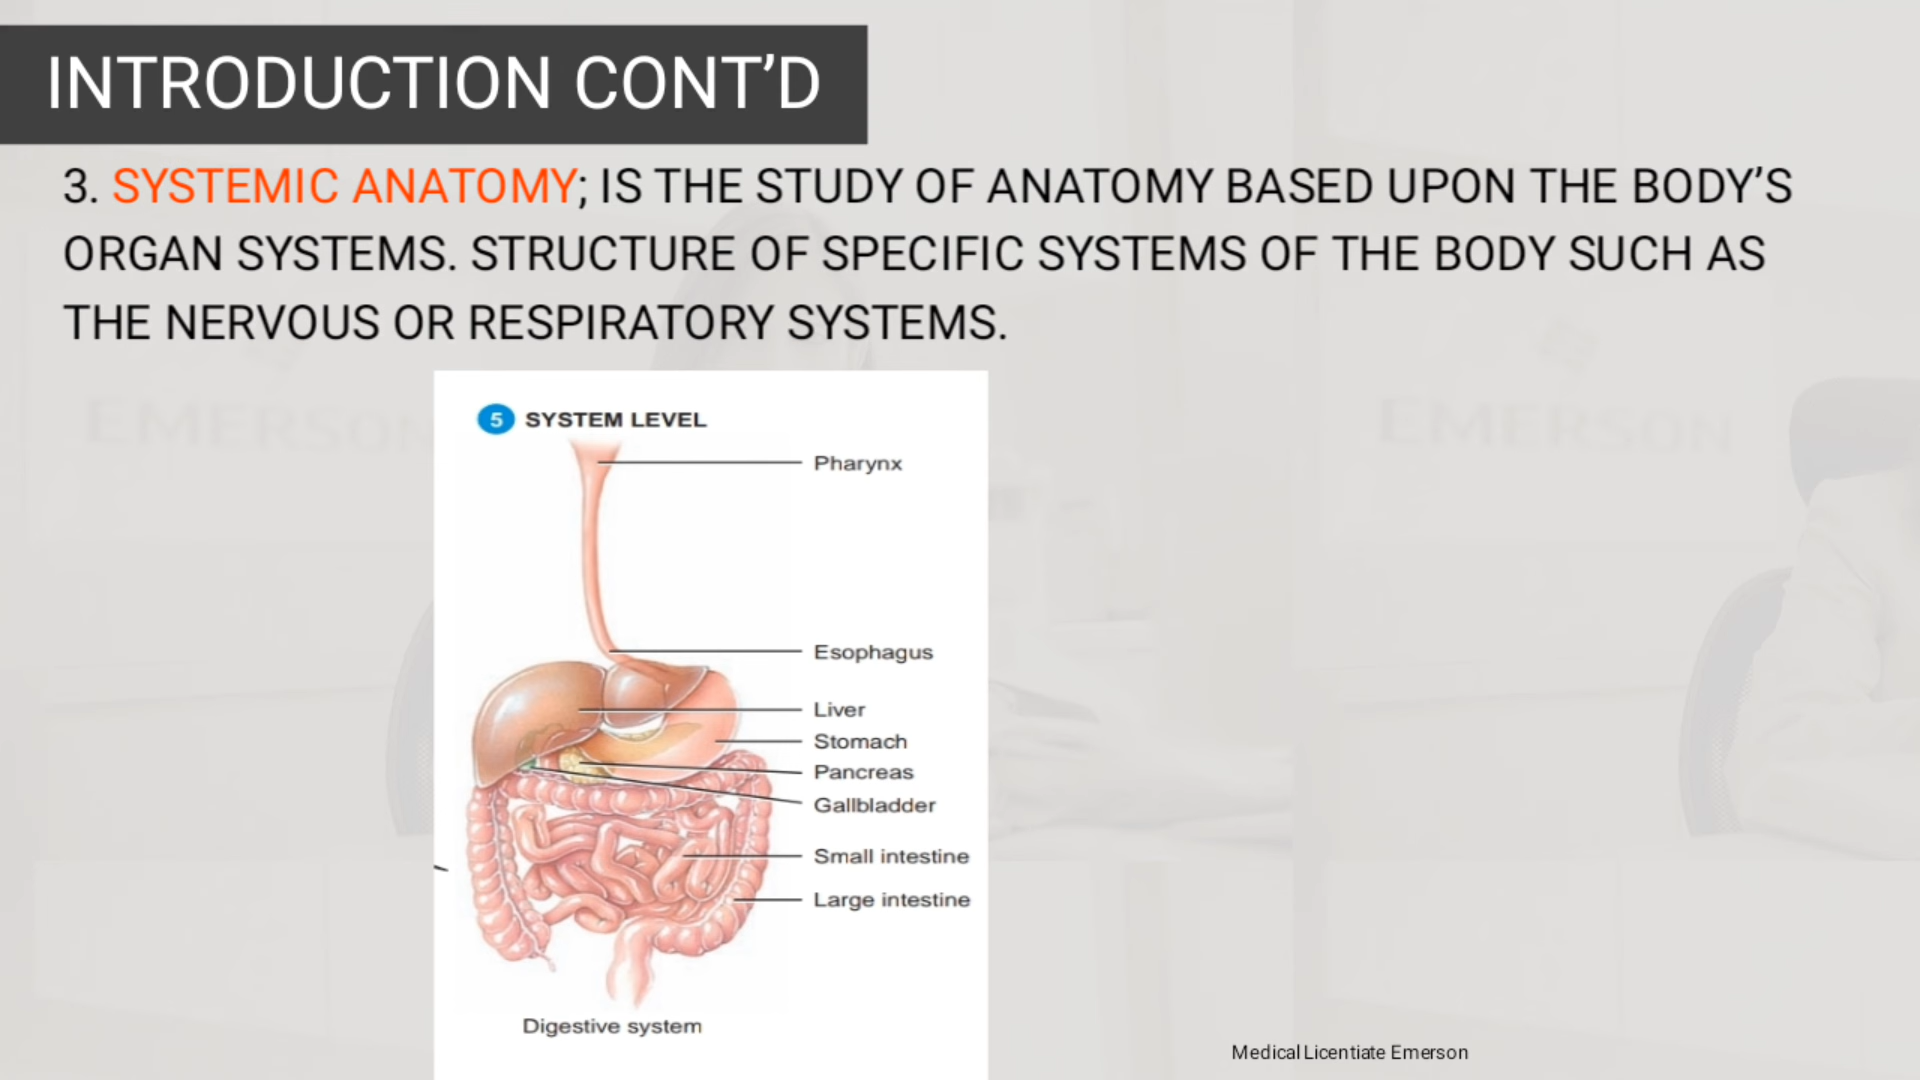 INTRODUCTION CONT’D
3. SYSTEMIC ANATOMY; IS THE STUDY OF ANATOMY BASED UPON THE BODY’S
ORGAN SYSTEMS. STRUCTURE OF SPECIFIC SYSTEMS OF THE BODY SUCH AS
THE NERVOUS OR RESPIRATORY SYSTEMS.
EMERSON
EMERSON
5 SYSTEM LEVEL
Pharynx
Esophagus
Liver
Stomach
Pancreas
Gallbladder
Small intestine
Large intestine
Digestive system
Medical Licentiate Emerson